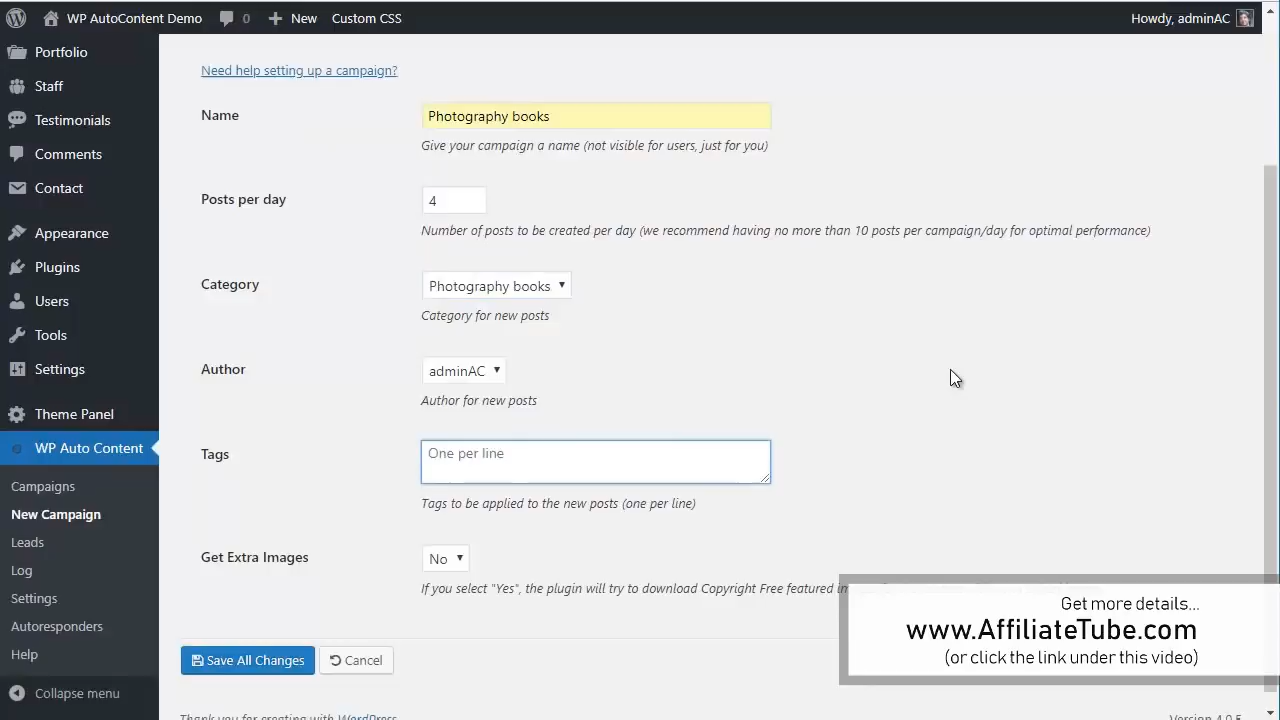 WP AutoContent Demo 0 New Custom CSS Howdy, adminAC
Portfolio
Staff
Testimonials
Comments
Contact
Appearance
Plugins
Users
Tools
Settings
Theme Panel
WP Auto Content
Campaigns
New Campaign
Leads
Log
Settings
Autoresponders
Help
Collapse menu
Need help setting up a campaign?
Name Photography books
Give your campaign a name (not visible for users, just for you)
Posts per day 4
Number of posts to be created per day (we recommend having no more than 10 posts per campaign/day for optimal performance)
Category Photography books
Category for new posts
Author adminAC
Author for new posts
Tags One per line
Tags to be applied to the new posts (one per line)
Get Extra Images No
If you select "Yes", the plugin will try to download Copyright Free featured
Save All Changes Cancel
Thank you for creating with WordPress
Version 4.0.5
Get more details...
www.AffiliateTube.com
(or click the link under this video)